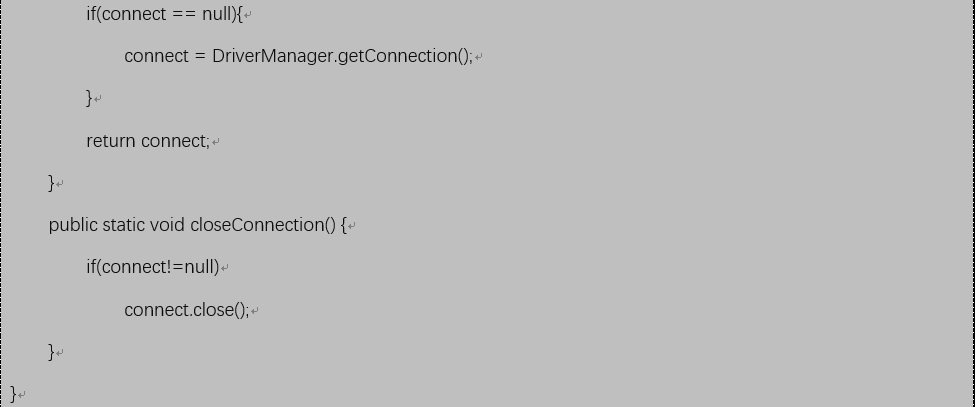 if(connect == null){
connect = DriverManager.getConnection();
}
return connect;
}
public static void closeConnection() {
if(connect!=null)
connect.close();
}
}